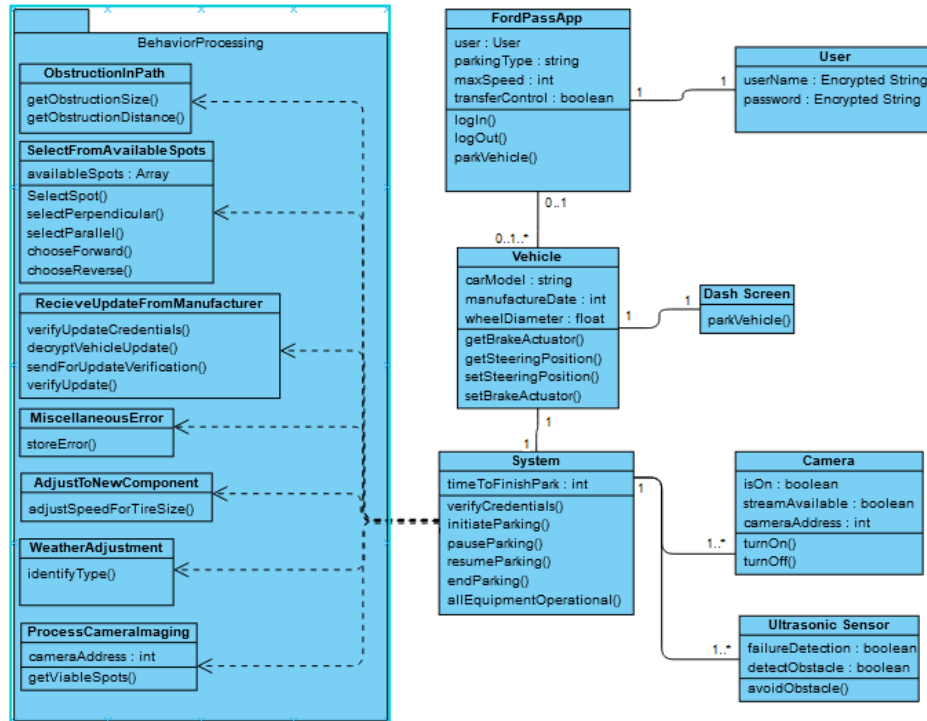 BehaviorProcessing
ObstructionInPath
getObstructionSize()
getObstructionDistance()
SelectFromAvailableSpots
availableSpots : Array
SelectSpot()
selectPerpendicular()
selectParallel()
chooseForward()
chooseReverse()
RecieveUpdateFromManufacturer
verifyUpdateCredentials()
decryptVehicleUpdate()
sendForUpdateVerification()
verifyUpdate()
MiscellaneousError
storeError()
AdjustToNewComponent
adjustSpeedForTireSize()
WeatherAdjustment
identifyType()
ProcessCameraImaging
cameraAddress : int
getViableSpots()
FordPassApp
user : User
parkingType : string
maxSpeed : int
transferControl : boolean
logIn()
logOut()
parkVehicle()
1
1
User
userName : Encrypted String
password : Encrypted String
0..1
0..1..*
Vehicle
carModel : string
manufactureDate : int
wheelDiameter : float
getBrakeActuator()
getSteeringPosition()
setSteeringPosition()
setBrakeActuator()
1
1
Dash Screen
parkVehicle()
1
1
System
timeToFinishPark : int
verifyCredentials()
initiateParking()
pauseParking()
resumeParking()
endParking()
allEquipmentOperational()
1
1..*
Camera
isOn : boolean
streamAvailable : boolean
cameraAddress : int
turnOn()
turnOff()
1..*
Ultrasonic Sensor
failureDetection : boolean
detectObstacle : boolean
avoidObstacle()